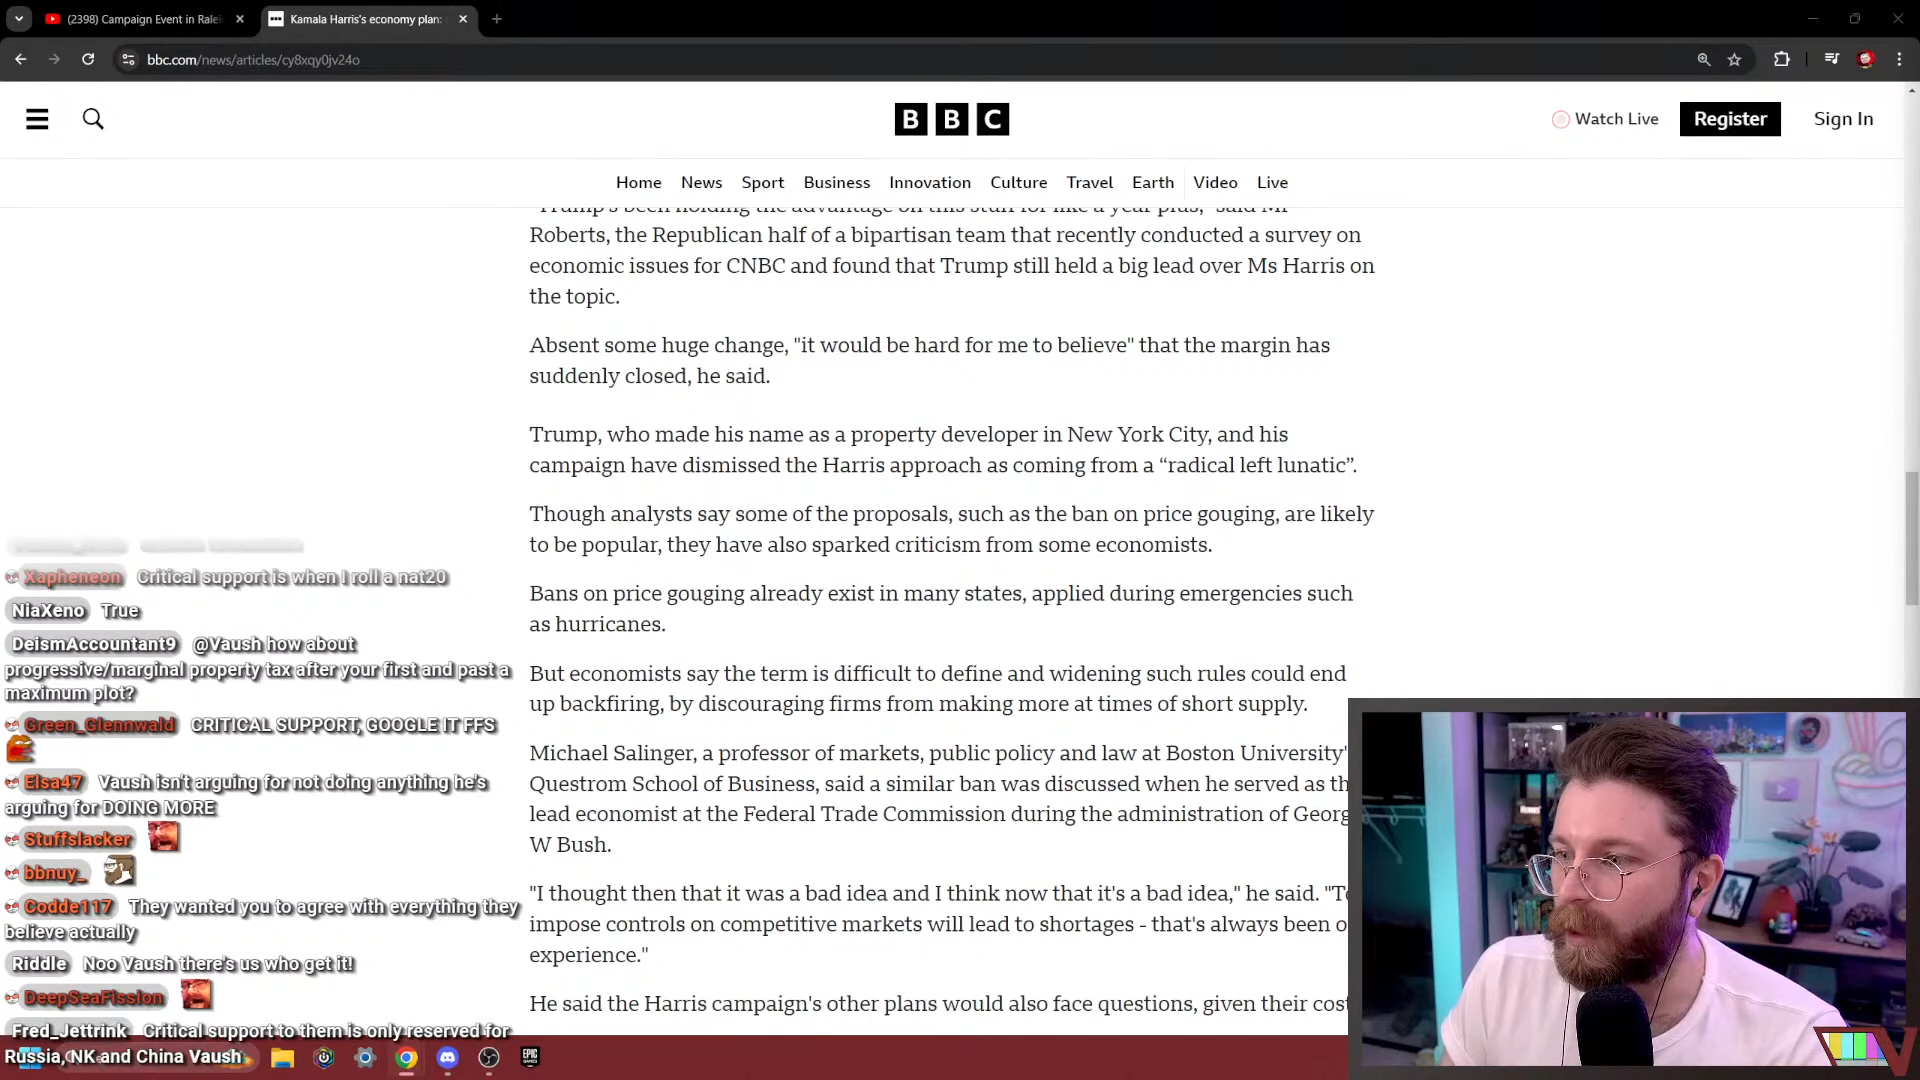 (2398) Campaign Event in Ralei
Kamala Harris's economy plan:
bbc.com/news/articles/cy8xqy0jv24o
BBC
Watch Live
Register
Sign In
Home News Sport Business Innovation Culture Travel Earth Video Live
"Trump's been holding the advantage on this stuff for like a year plus," said Mr
Roberts, the Republican half of a bipartisan team that recently conducted a survey on
economic issues for CNBC and found that Trump still held a big lead over Ms Harris on
the topic.
Absent some huge change, "it would be hard for me to believe" that the margin has
suddenly closed, he said.
Trump, who made his name as a property developer in New York City, and his
campaign have dismissed the Harris approach as coming from a “radical left lunatic”.
Though analysts say some of the proposals, such as the ban on price gouging, are likely
to be popular, they have also sparked criticism from some economists.
Bans on price gouging already exist in many states, applied during emergencies such
as hurricanes.
But economists say the term is difficult to define and widening such rules could end
up backfiring, by discouraging firms from making more at times of short supply.
Michael Salinger, a professor of markets, public policy and law at Boston University'
Questrom School of Business, said a similar ban was discussed when he served as th
lead economist at the Federal Trade Commission during the administration of Georg
W Bush.
"I thought then that it was a bad idea and I think now that it's a bad idea," he said. "T
impose controls on competitive markets will lead to shortages - that's always been o
experience."
He said the Harris campaign's other plans would also face questions, given their cost
Xapheneon Critical support is when I roll a nat20
NiaXeno True
DeismAccountant9 @Vaush how about
progressive/marginal property tax after your first and past a
maximum plot?
Green_Glennwald CRITICAL SUPPORT, GOOGLE IT FFS
Elsa47 Vaush isn't arguing for not doing anything he's
arguing for DOING MORE
Stuffslacker
bbnuy_
Codde117 They wanted you to agree with everything they
believe actually
Riddle Noo Vaush there's us who get it!
DeepSeaFission
Fred_Jettrink Critical support to them is only reserved for
Russia, NK and China Vaush
EPIC
GAMES